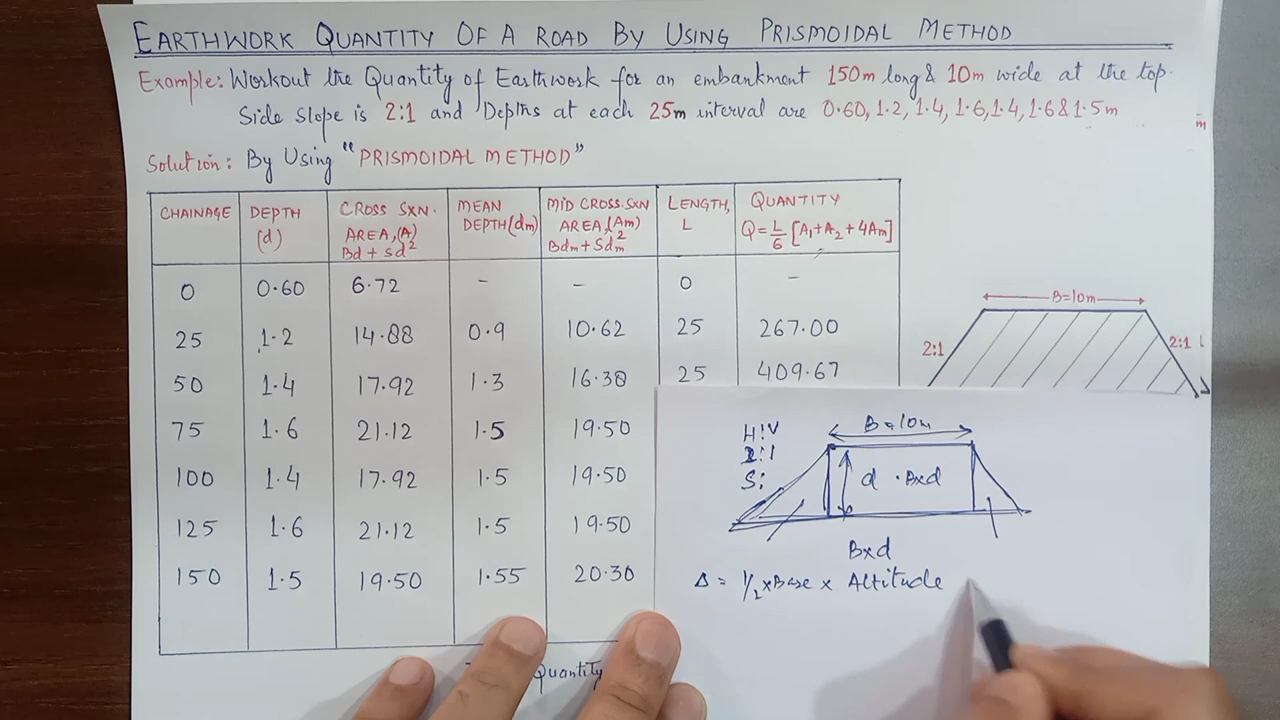 EARTHWORK QUANTITY OF A ROAD BY USING PRISMOIDAL METHOD
Example: Workout the Quantity of Earthwork for an embankment 150m long & 10m wide at the top.
Side slope is 2:1 and Depths at each 25m interval are 0.60, 1.2, 1.4, 1.6, 1.4, 1.6 & 1.5m
m
Solution: By Using "PRISMOIDAL METHOD"
CHAINAGE DEPTH (d) CROSS SXN. AREA, (A) Bd + Sd² MEAN DEPTH (dm) MID CROSS. SXN AREA, (Am) Bdm + Sdm² LENGTH, L QUANTITY Q = L/6 [A1 + A2 + 4Am]
0 0.60 6.72 - - 0 -
25 1.2 14.88 0.9 10.62 25 267.00
50 1.4 17.92 1.3 16.38 25 409.67
75 1.6 21.12 1.5 19.50
100 1.4 17.92 1.5 19.50
125 1.6 21.12 1.5 19.50
150 1.5 19.50 1.55 20.30
Quantity
B=10m
2:1 2:1
H:V B=10m
2:1
S: d · B×d
B×d
Δ = 1/2 × Base × Altitude